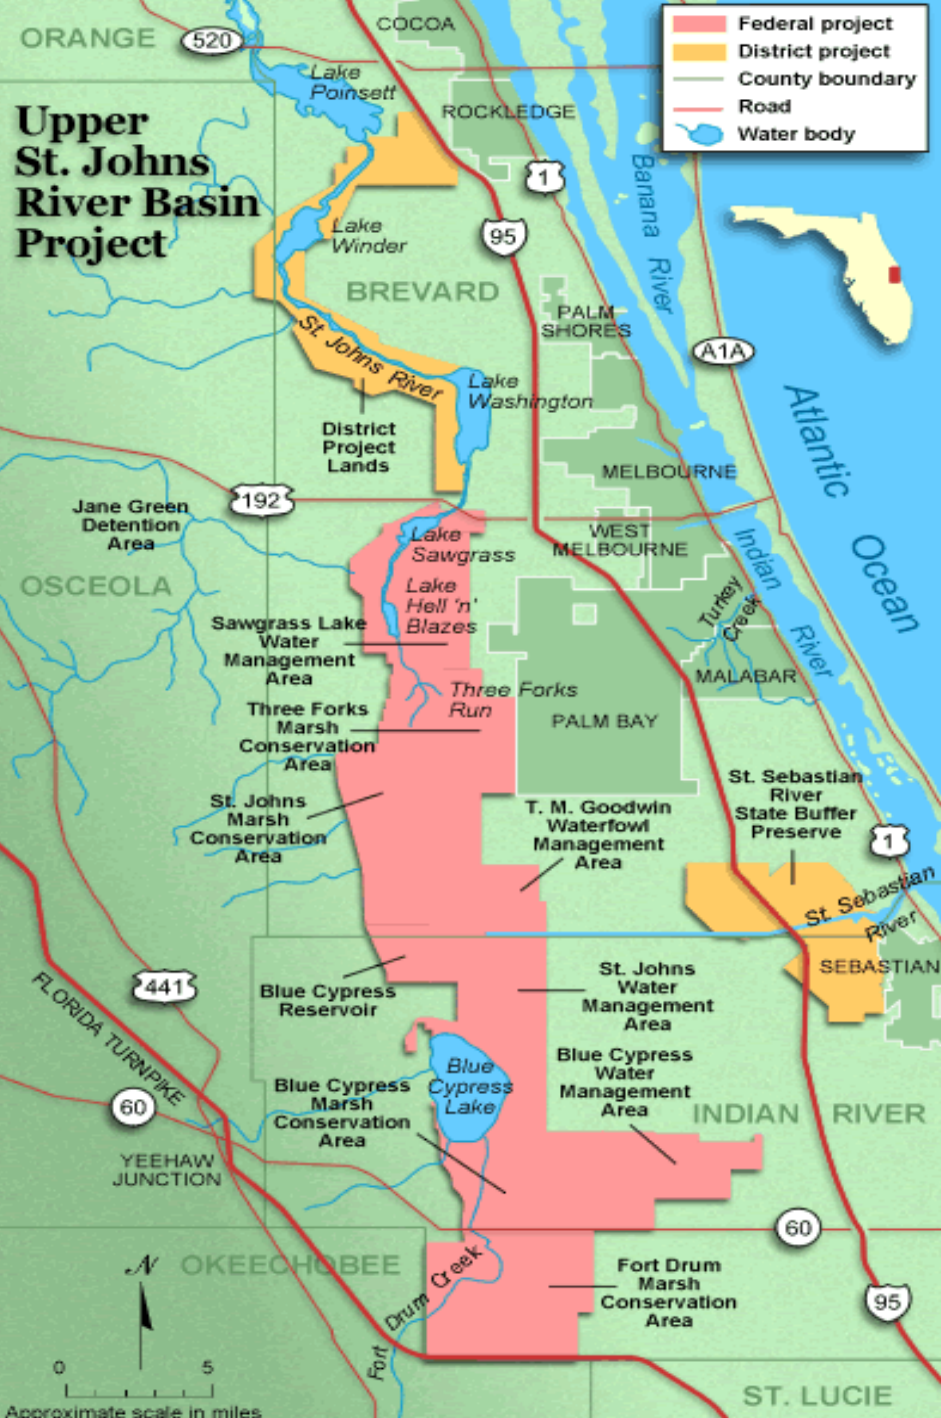 COCOA
ORANGE
520
Federal project
District project
County boundary
Road
Water body
Lake
Poinsett
ROCKLEDGE
Upper
St. Johns
River Basin
Project
1
Banana River
Lake
Winder
95
BREVARD
PALM
SHORES
A1A
St. Johns River
Lake
Washington
Atlantic Ocean
District
Project
Lands
MELBOURNE
192
Jane Green
Detention
Area
Lake
Sawgrass
WEST
MELBOURNE
Indian River
OSCEOLA
Lake
Hell 'n'
Blazes
Turkey
Creek
Sawgrass Lake
Water
Management
Area
MALABAR
Three Forks
Run
Three Forks
Marsh
Conservation
Area
PALM BAY
St. Johns
Marsh
Conservation
Area
T. M. Goodwin
Waterfowl
Management
Area
St. Sebastian
River
State Buffer
Preserve
1
St. Sebastian
River
SEBASTIAN
441
Blue Cypress
Reservoir
St. Johns
Water
Management
Area
FLORIDA TURNPIKE
Blue
Cypress
Lake
Blue Cypress
Water
Management
Area
Blue Cypress
Marsh
Conservation
Area
60
INDIAN RIVER
YEEHAW
JUNCTION
60
OKEECHOBEE
N
Fort Drum Creek
Fort Drum
Marsh
Conservation
Area
95
0 5
Approximate scale in miles
ST. LUCIE